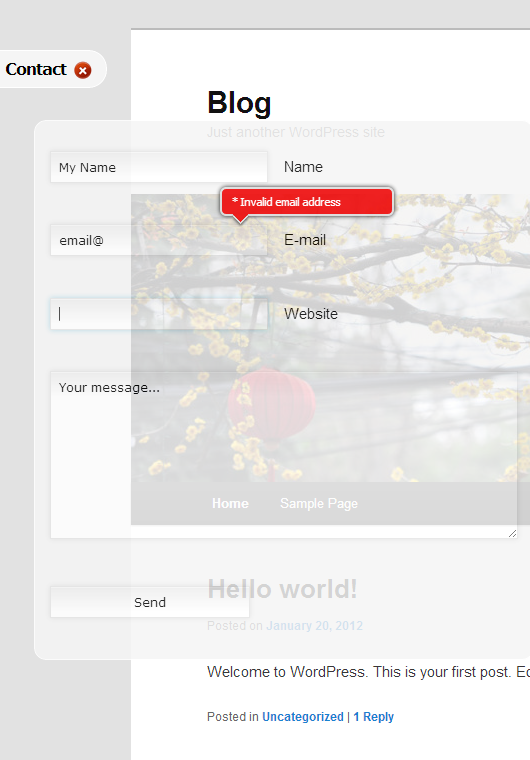 Contact
Blog
Just another WordPress site
My Name
Name
* Invalid email address
email@
E-mail
Website
Your message...
Home
Sample Page
Hello world!
Send
Posted on January 20, 2012
Welcome to WordPress. This is your first post.
Posted in Uncategorized | 1 Reply